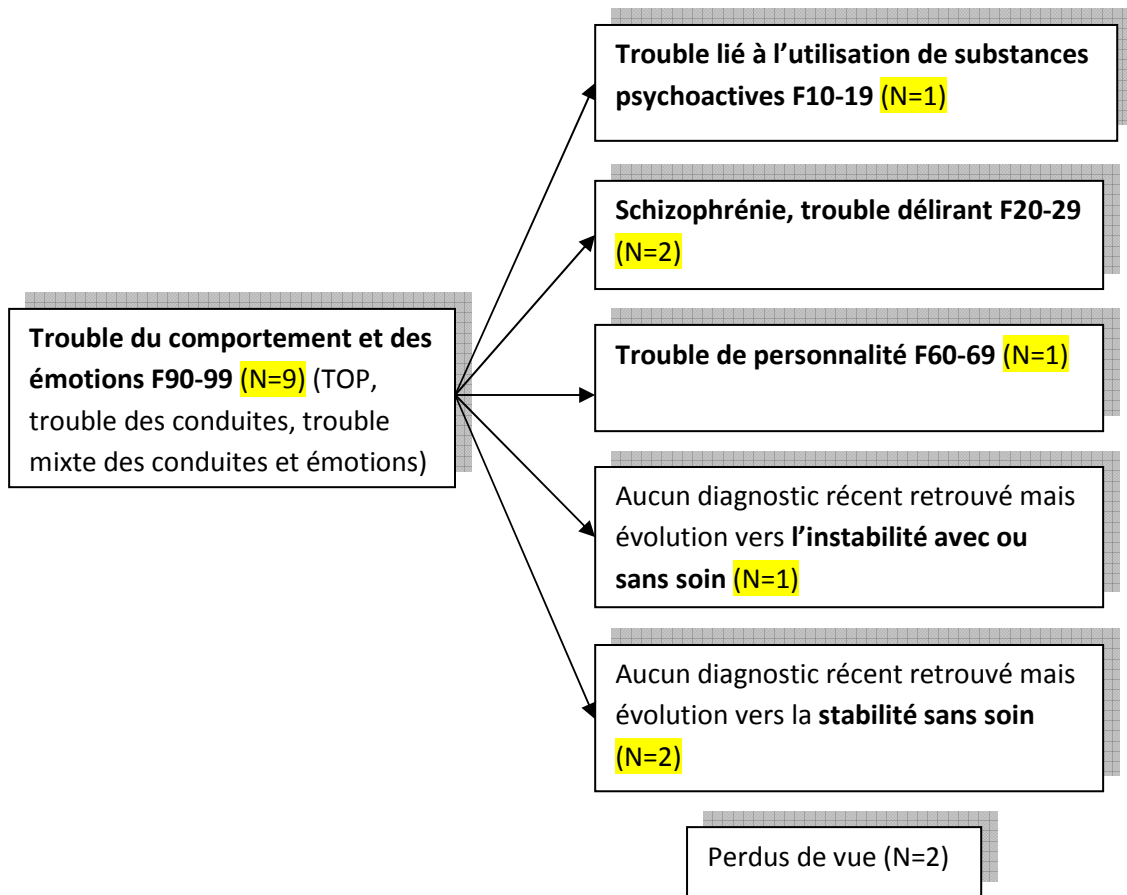 Trouble lié à l’utilisation de substances
psychoactives F10-19 (N=1)
Schizophrénie, trouble délirant F20-29
(N=2)
Trouble du comportement et des
émotions F90-99 (N=9) (TOP,
trouble des conduites, trouble
mixte des conduites et émotions)
Trouble de personnalité F60-69 (N=1)
Aucun diagnostic récent retrouvé mais
évolution vers l’instabilité avec ou
sans soin (N=1)
Aucun diagnostic récent retrouvé mais
évolution vers la stabilité sans soin
(N=2)
Perdus de vue (N=2)